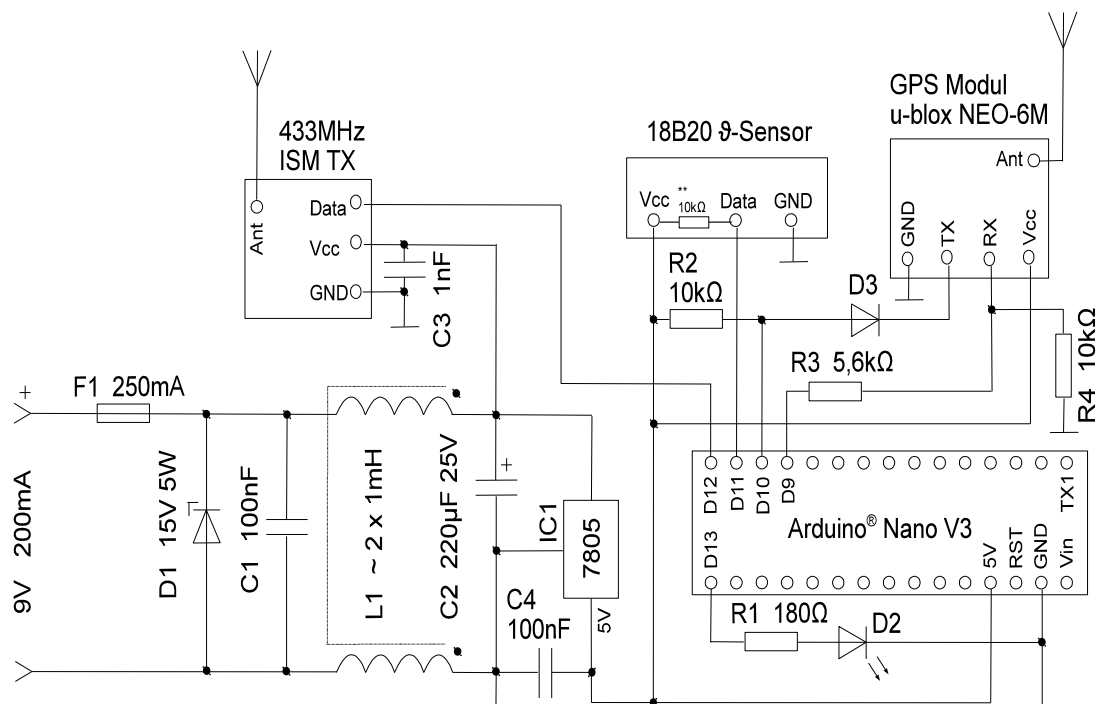 GPS Modul
u-blox NEO-6M
433MHz
ISM TX
18B20 ϑ-Sensor
Ant
Data
Vcc
GND
Ant
Vcc
**
10kΩ
Data
GND
GND
TX
RX
Vcc
Ant
C3 1nF
R2
10kΩ
D3
R3 5,6kΩ
R4 10kΩ
+
F1 250mA
9V 200mA
D1 15V 5W
C1 100nF
L1 ~ 2 x 1mH
C2 220µF 25V
+
IC1
7805
5V
C4
100nF
D12
D11
D10
D9
TX1
Arduino® Nano V3
D13
5V
RST
GND
Vin
R1 180Ω
D2